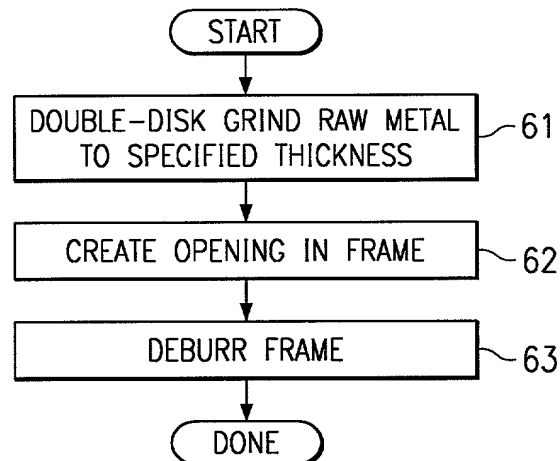 START
DOUBLE-DISK GRIND RAW METAL
TO SPECIFIED THICKNESS
61
CREATE OPENING IN FRAME
62
DEBURR FRAME
63
DONE